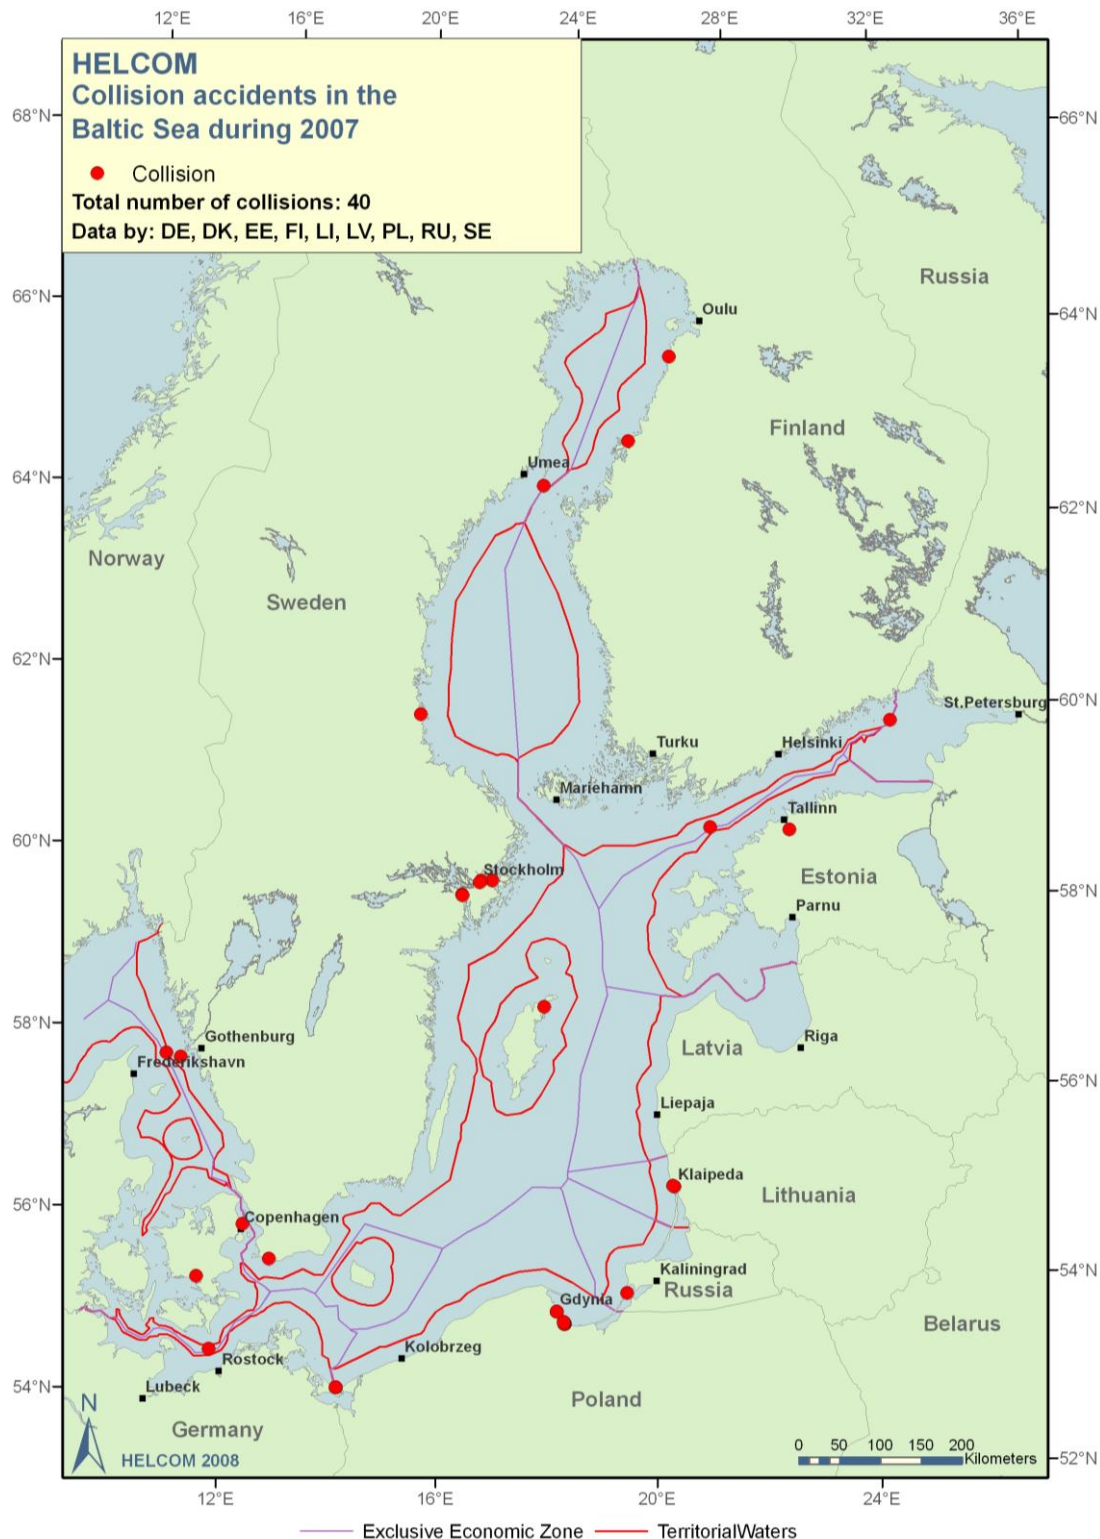 12°E 16°E 20°E 24°E 28°E 32°E 36°E
HELCOM
Collision accidents in the
Baltic Sea during 2007
Collision
Total number of collisions: 40
Data by: DE, DK, EE, FI, LI, LV, PL, RU, SE
68°N
66°N
Russia
66°N
Oulu
64°N
Finland
Umea
64°N
62°N
Norway
Sweden
62°N
60°N
St.Petersburg
Turku
Helsinki
Mariehamn
Tallinn
60°N
Stockholm
Estonia
58°N
Parnu
58°N
Gothenburg
Frederikshavn
Riga
Latvia
56°N
Liepaja
Klaipeda
Lithuania
56°N
Copenhagen
Kaliningrad
54°N
Russia
Gdynia
Belarus
Kolobrzeg
Rostock
54°N
Lubeck
Poland
N
Germany
HELCOM 2008
0 50 100 150 200
Kilometers
52°N
12°E 16°E 20°E 24°E
Exclusive Economic Zone TerritorialWaters